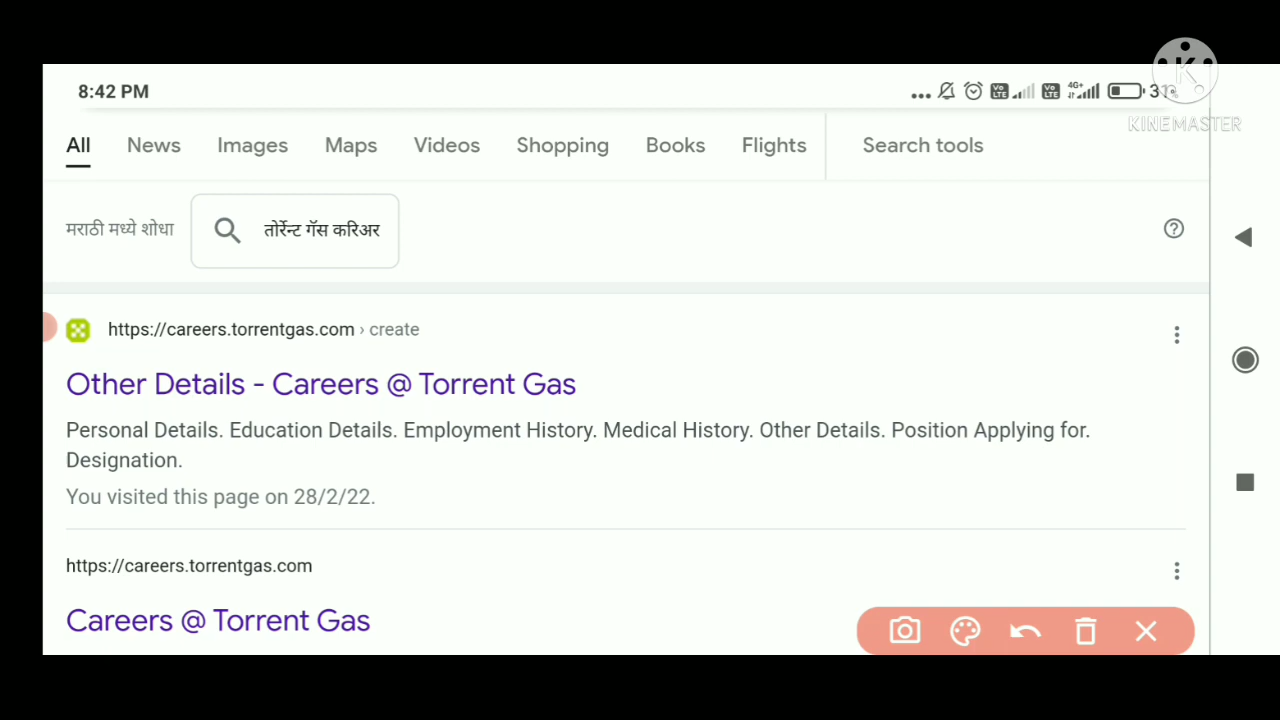 8:42 PM
KINEMASTER
All News Images Maps Videos Shopping Books Flights Search tools
मराठी मध्ये शोधा तोर्रेन्ट गॅस करिअर
https://careers.torrentgas.com › create
Other Details - Careers @ Torrent Gas
Personal Details. Education Details. Employment History. Medical History. Other Details. Position Applying for.
Designation.
You visited this page on 28/2/22.
https://careers.torrentgas.com
Careers @ Torrent Gas